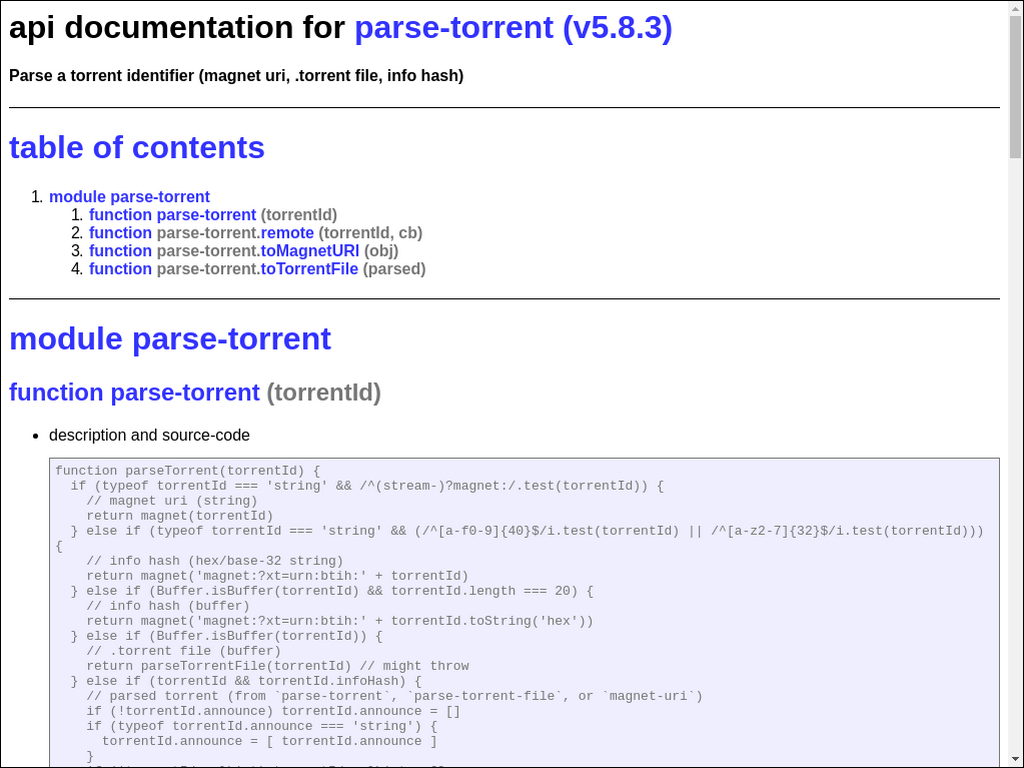 api documentation for parse-torrent (v5.8.3)
Parse a torrent identifier (magnet uri, .torrent file, info hash)
table of contents
1. module parse-torrent
1. function parse-torrent (torrentId)
2. function parse-torrent.remote (torrentId, cb)
3. function parse-torrent.toMagnetURI (obj)
4. function parse-torrent.toTorrentFile (parsed)
module parse-torrent
function parse-torrent (torrentId)
• description and source-code
function parseTorrent(torrentId) {
  if (typeof torrentId === 'string' && /^(stream-)?magnet:/.test(torrentId)) {
    // magnet uri (string)
    return magnet(torrentId)
  } else if (typeof torrentId === 'string' && (/^[a-f0-9]{40}$/i.test(torrentId) || /^[a-z2-7]{32}$/i.test(torrentId)))
{
    // info hash (hex/base-32 string)
    return magnet('magnet:?xt=urn:btih:' + torrentId)
  } else if (Buffer.isBuffer(torrentId) && torrentId.length === 20) {
    // info hash (buffer)
    return magnet('magnet:?xt=urn:btih:' + torrentId.toString('hex'))
  } else if (Buffer.isBuffer(torrentId)) {
    // .torrent file (buffer)
    return parseTorrentFile(torrentId) // might throw
  } else if (torrentId && torrentId.infoHash) {
    // parsed torrent (from `parse-torrent`, `parse-torrent-file`, or `magnet-uri`)
    if (!torrentId.announce) torrentId.announce = []
    if (typeof torrentId.announce === 'string') {
      torrentId.announce = [ torrentId.announce ]
    }